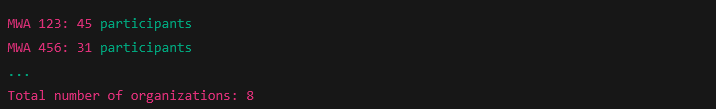 MWA 123: 45 participants
MWA 456: 31 participants
...
Total number of organizations: 8